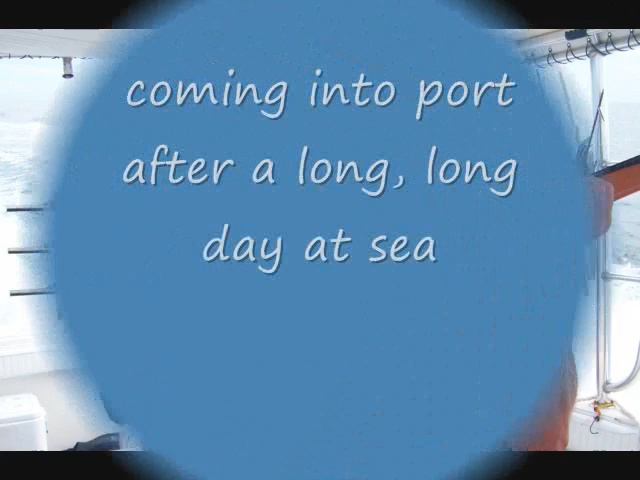 coming into port
after a long, long
day at sea